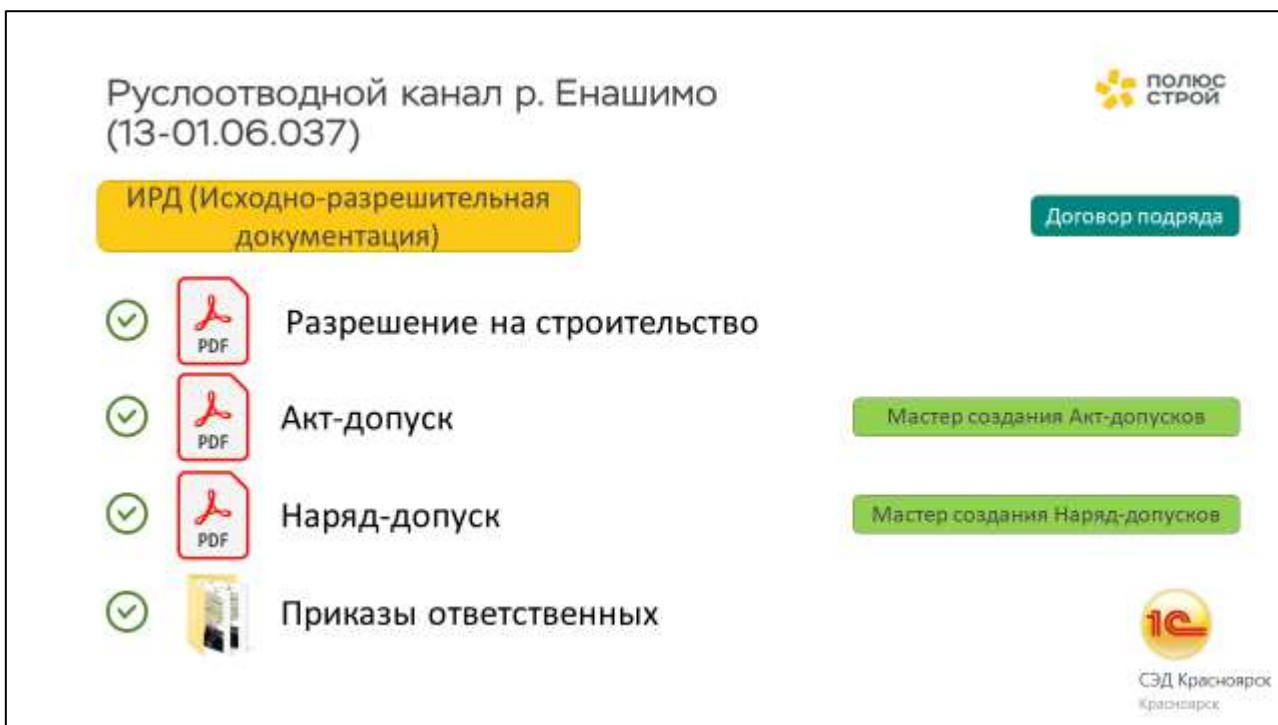 Руслоотводной канал р. Енашимо
(13-01.06.037)
ПОЛЮС
СТРОЙ
ИРД (Исходно-разрешительная
документация)
Договор подряда
PDF
Разрешение на строительство
PDF
Акт-допуск
Мастер создания Акт-допусков
PDF
Наряд-допуск
Мастер создания Наряд-допусков
Приказы ответственных
1С
СЭД Красноярск
Красноярск